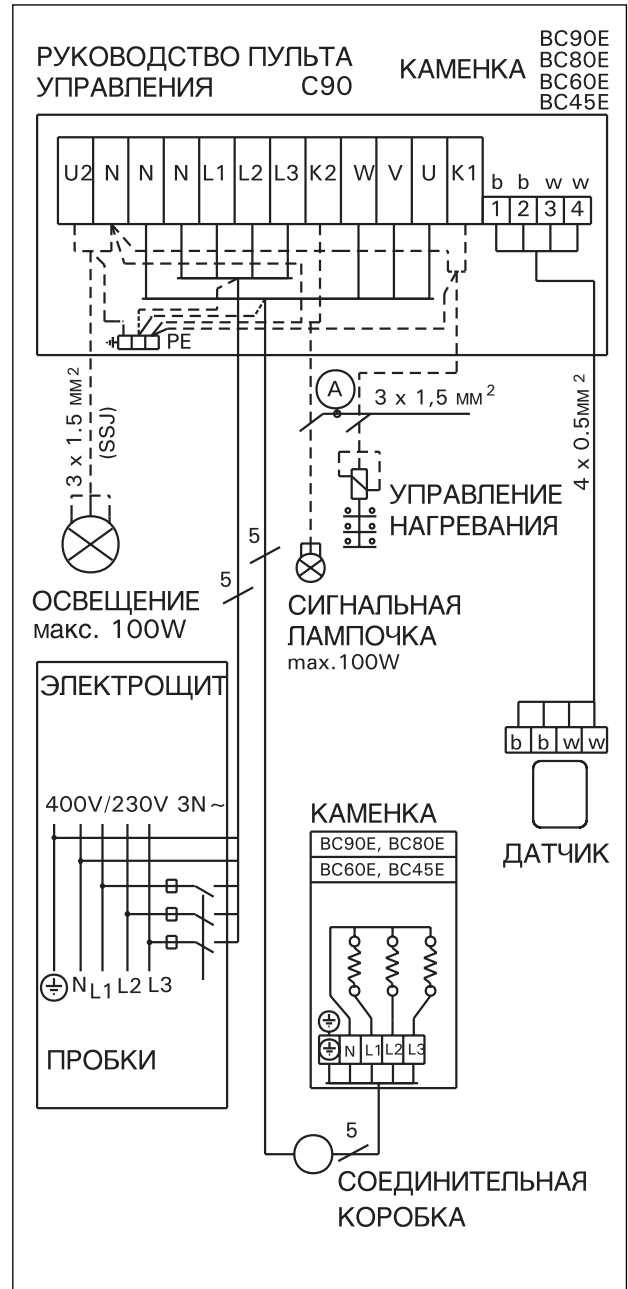 РУКОВОДСТВО ПУЛЬТА
УПРАВЛЕНИЯ C90
КАМЕНКА
BC90E
BC80E
BC60E
BC45E
U2 N N N L1 L2 L3 K2 W V U K1
b b w w
1 2 3 4
PE
3 x 1.5 мм²
(SSJ)
A
3 x 1,5 мм²
4 x 0.5мм²
УПРАВЛЕНИЕ
НАГРЕВАНИЯ
5
5
ОСВЕЩЕНИЕ
макс. 100W
СИГНАЛЬНАЯ
ЛАМПОЧКА
max.100W
ЭЛЕКТРОЩИТ
400V/230V 3N~
N L1 L2 L3
ПРОБКИ
b b w w
ДАТЧИК
КАМЕНКА
BC90E, BC80E
BC60E, BC45E
N L1 L2 L3
5
СОЕДИНИТЕЛЬНАЯ
КОРОБКА